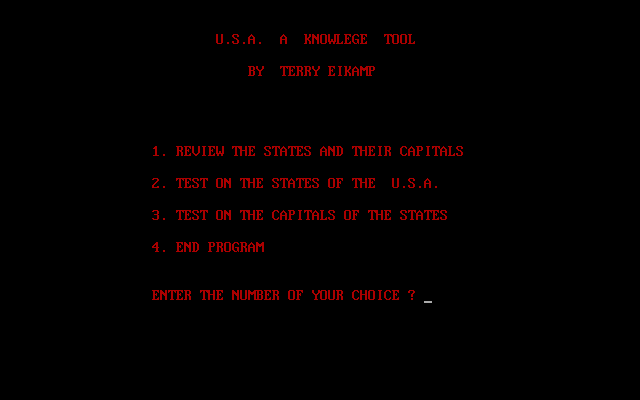 U.S.A. A KNOWLEGE TOOL
BY TERRY EIKAMP
1. REVIEW THE STATES AND THEIR CAPITALS
2. TEST ON THE STATES OF THE U.S.A.
3. TEST ON THE CAPITALS OF THE STATES
4. END PROGRAM
ENTER THE NUMBER OF YOUR CHOICE ? _